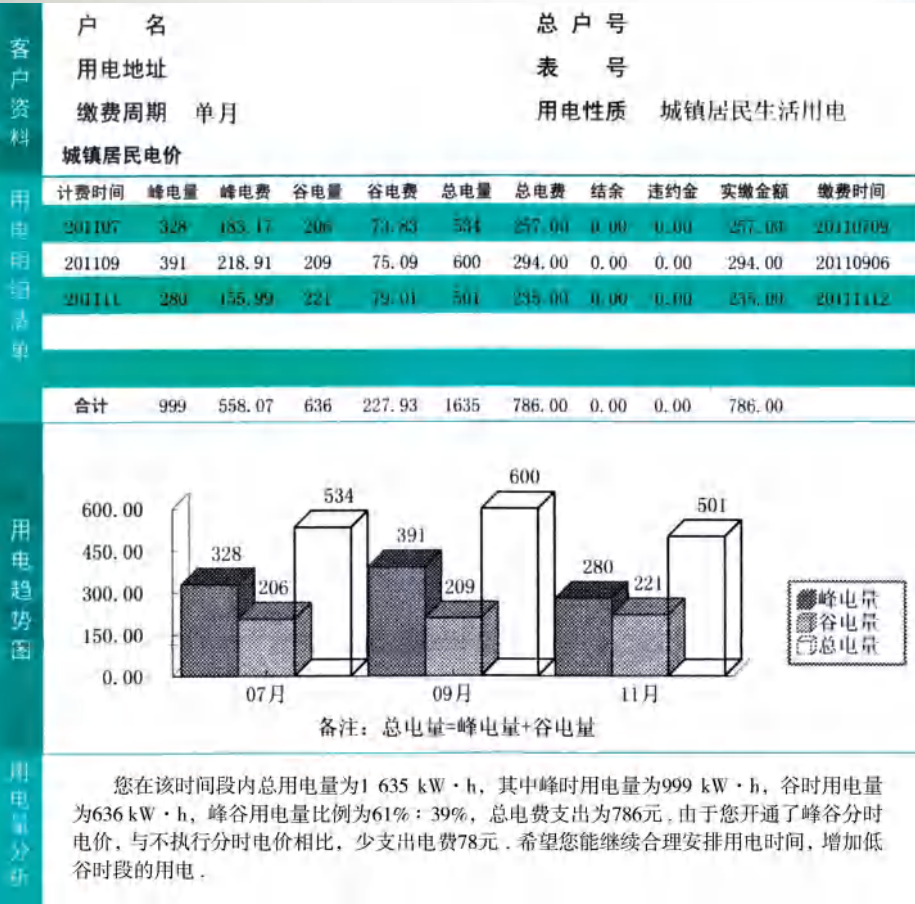 客户资料
户 名 总户号
用电地址 表 号
缴费周期 单月 用电性质 城镇居民生活用电
城镇居民电价
用电明细清单
计费时间 峰电量 峰电费 谷电量 谷电费 总电量 总电费 结余 违约金 实缴金额 缴费时间
201107 328 183.17 206 73.83 534 257.00 0.00 0.00 257.00 20110709
201109 391 218.91 209 75.09 600 294.00 0.00 0.00 294.00 20110906
201111 280 155.99 221 79.01 501 235.00 0.00 0.00 235.00 20111112
合计 999 558.07 636 227.93 1635 786.00 0.00 0.00 786.00
用电趋势图
600.00
450.00
300.00
150.00
0.00
328 206 534
391 209 600
280 221 501
07月 09月 11月
峰电量
谷电量
总电量
备注：总电量=峰电量+谷电量
用电量分析
您在该时间段内总用电量为1 635 kW·h，其中峰时用电量为999 kW·h，谷时用电量
为636 kW·h，峰谷用电量比例为61%：39%，总电费支出为786元．由于您开通了峰谷分时
电价，与不执行分时电价相比，少支出电费78元．希望您能继续合理安排用电时间，增加低
谷时段的用电．